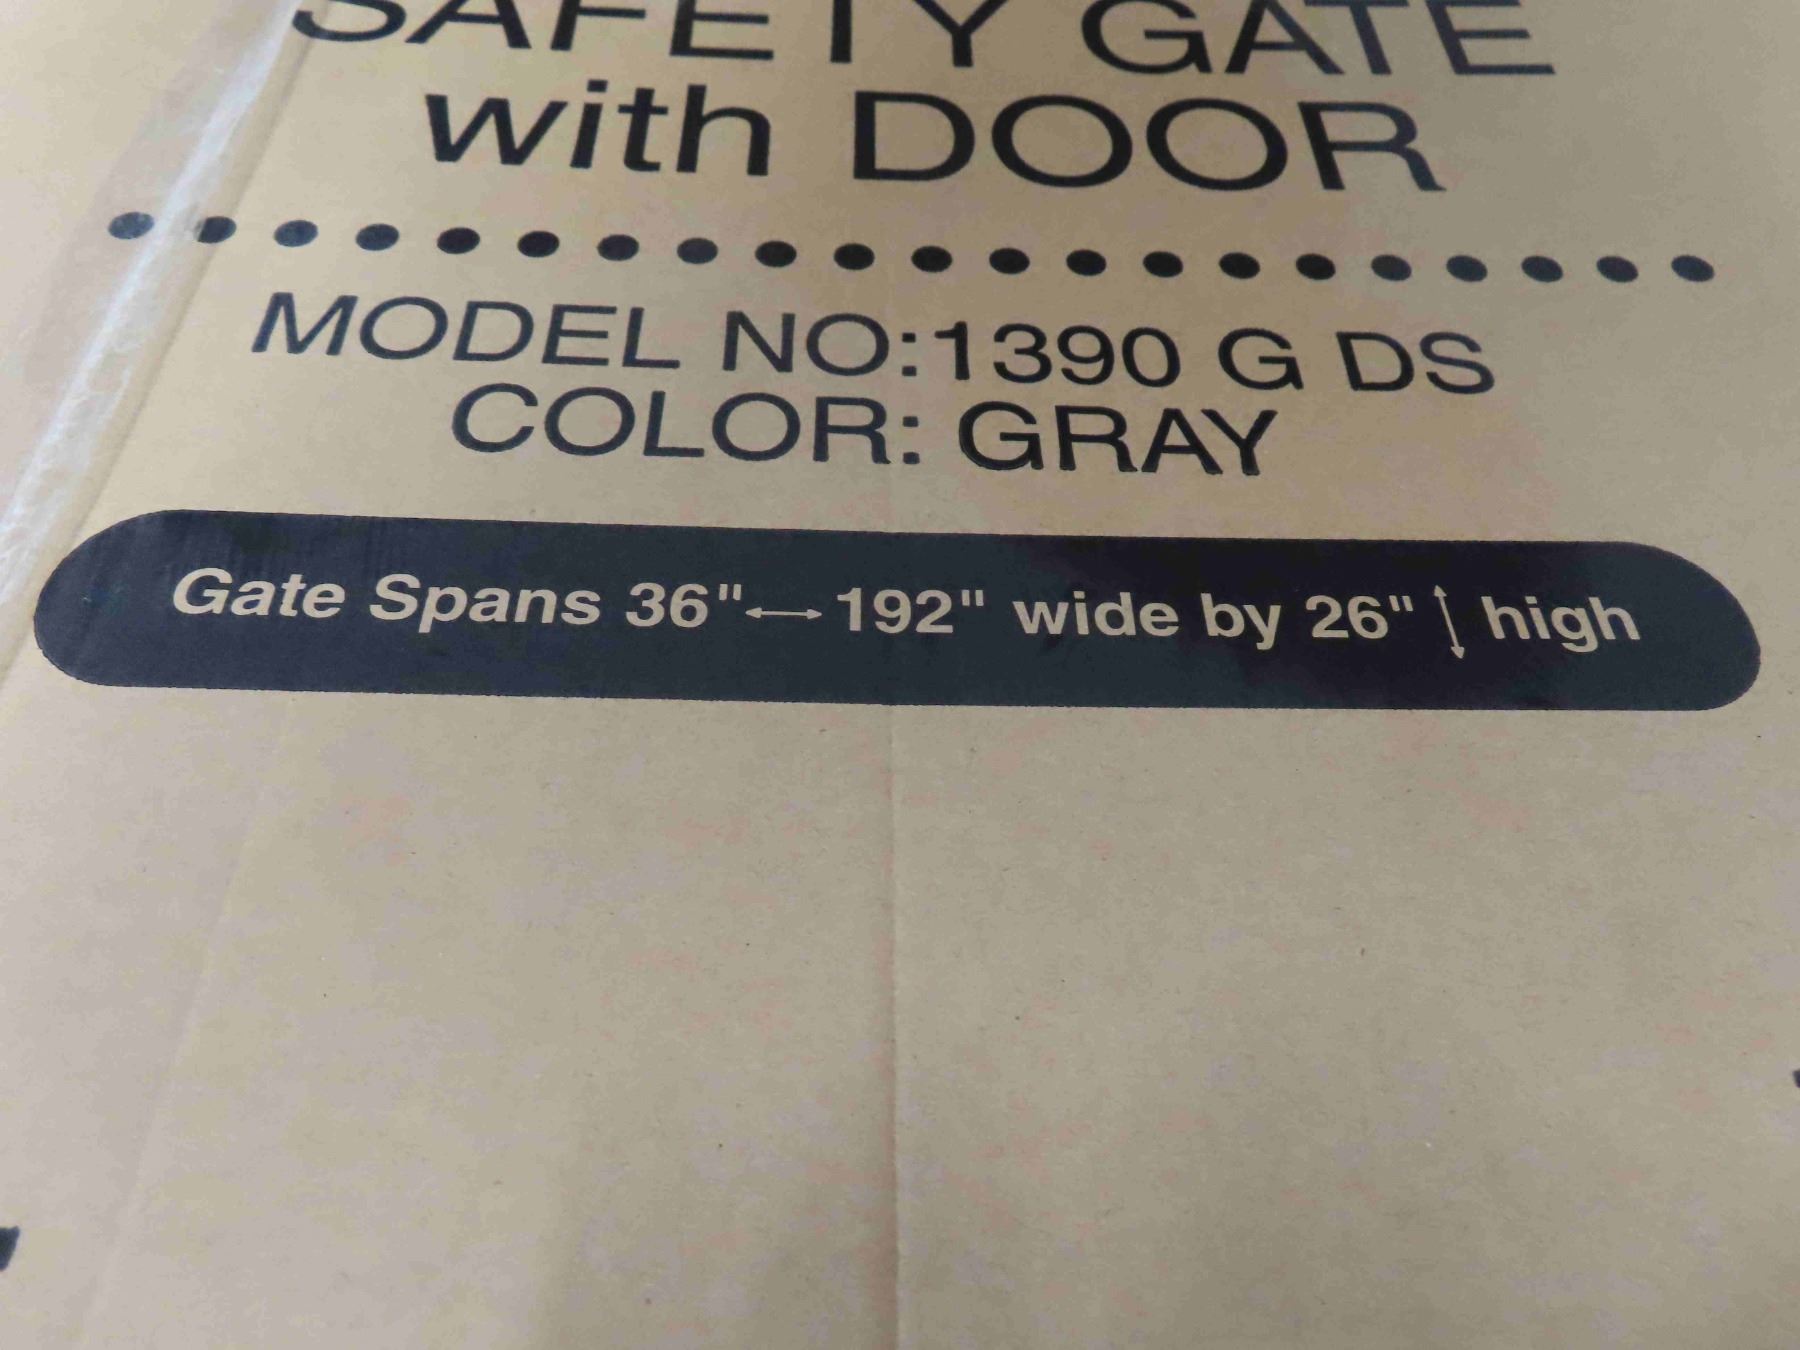 SAFETY GATE
with DOOR
MODEL NO:1390 G DS
COLOR: GRAY
Gate Spans 36"↔192" wide by 26"↕ high